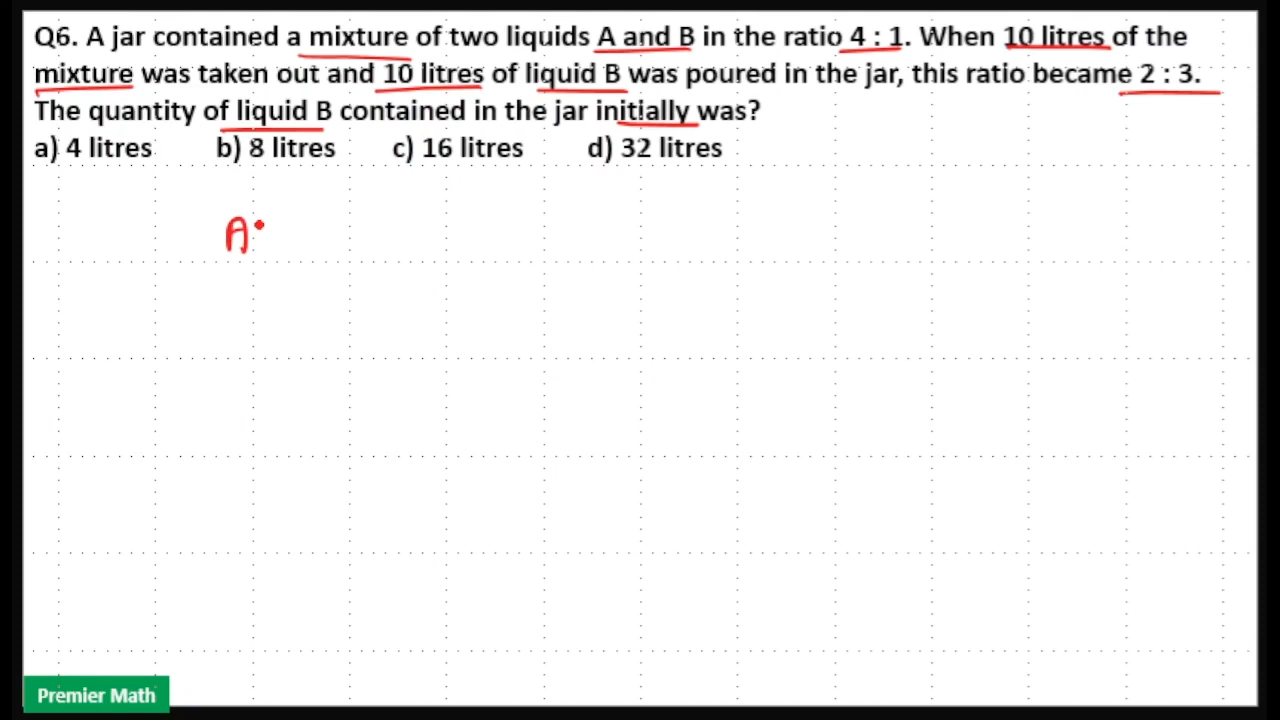 Q6. A jar contained a mixture of two liquids A and B in the ratio 4 : 1. When 10 litres of the
mixture was taken out and 10 litres of liquid B was poured in the jar, this ratio became 2 : 3.
The quantity of liquid B contained in the jar initially was?
a) 4 litres b) 8 litres c) 16 litres d) 32 litres
A
Premier Math